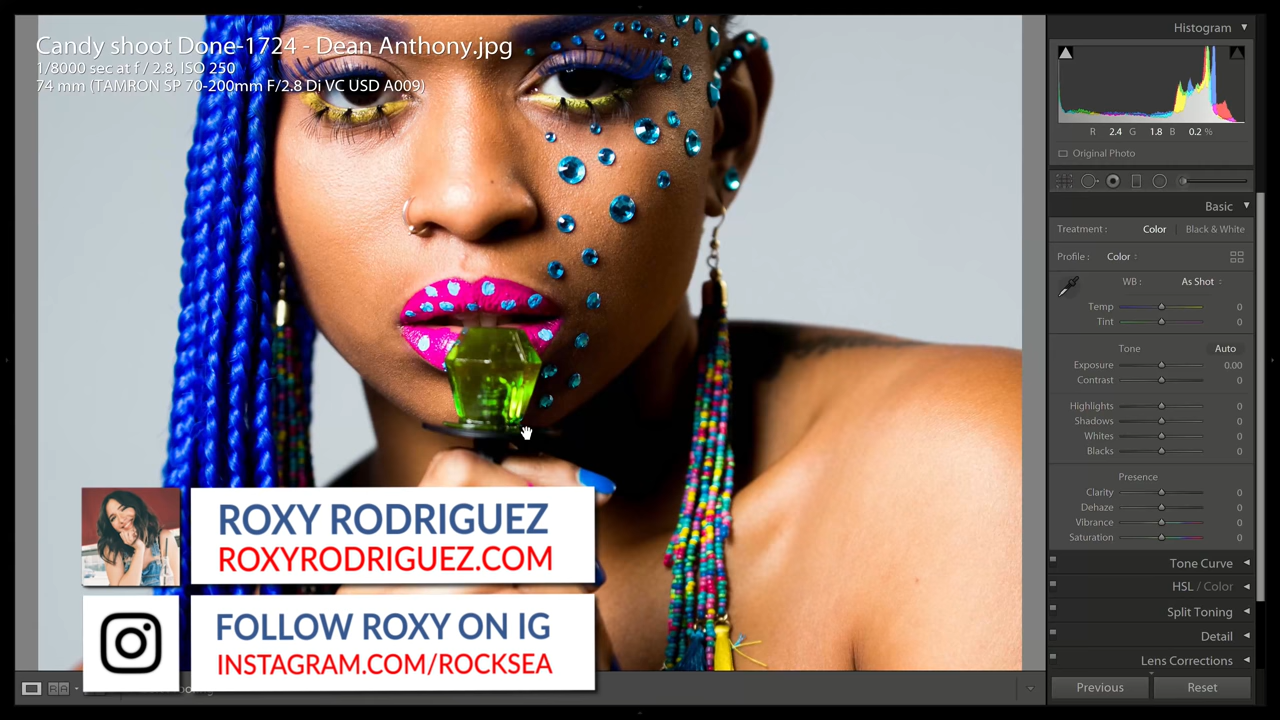 Candy shoot Done-1724 - Dean Anthony.jpg
1/8000 sec at f / 2.8, ISO 250
74 mm (TAMRON SP 70-200mm F/2.8 Di VC USD A009)
ROXY RODRIGUEZ
ROXYRODRIGUEZ.COM
FOLLOW ROXY ON IG
INSTAGRAM.COM/ROCKSEA
Histogram
R 2.4 G 1.8 B 0.2 %
Original Photo
Basic
Treatment : Color Black & White
Profile : Color
WB : As Shot
Temp 0
Tint 0
Tone Auto
Exposure 0.00
Contrast 0
Highlights 0
Shadows 0
Whites 0
Blacks 0
Presence
Clarity 0
Dehaze 0
Vibrance 0
Saturation 0
Tone Curve
HSL / Color
Split Toning
Detail
Lens Corrections
Previous Reset